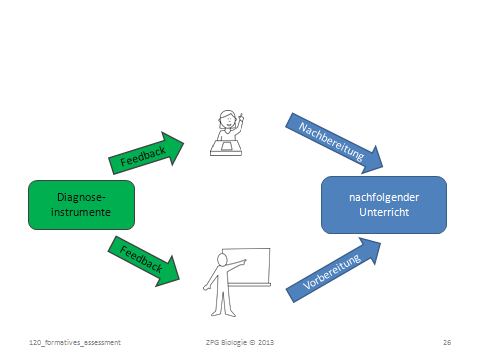 Feedback
Nachbereitung
Diagnose-
instrumente
nachfolgender
Unterricht
Feedback
Vorbereitung
120_formatives_assessment
ZPG Biologie © 2013
26